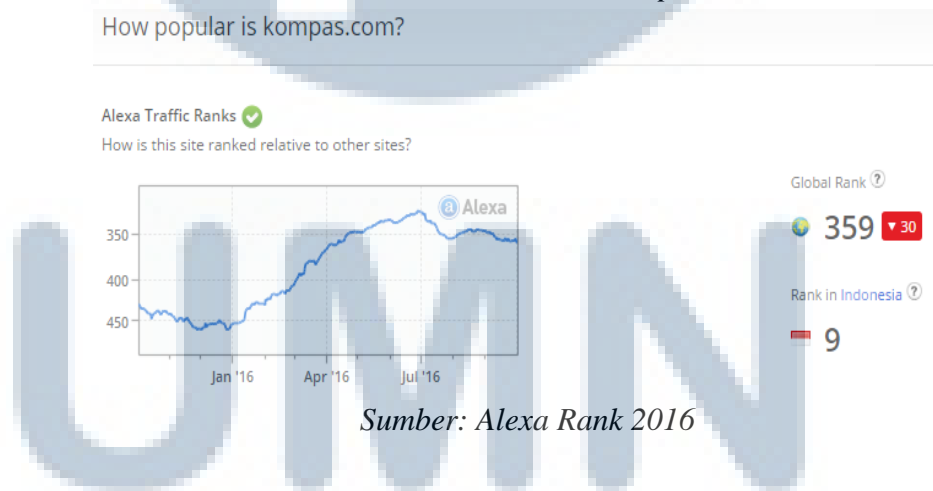 How popular is kompas.com?
Alexa Traffic Ranks
How is this site ranked relative to other sites?
Global Rank ?
a Alexa
359 30
350
400
Rank in Indonesia ?
450
9
Jan '16 Apr '16 Jul '16
Sumber: Alexa Rank 2016
UMN